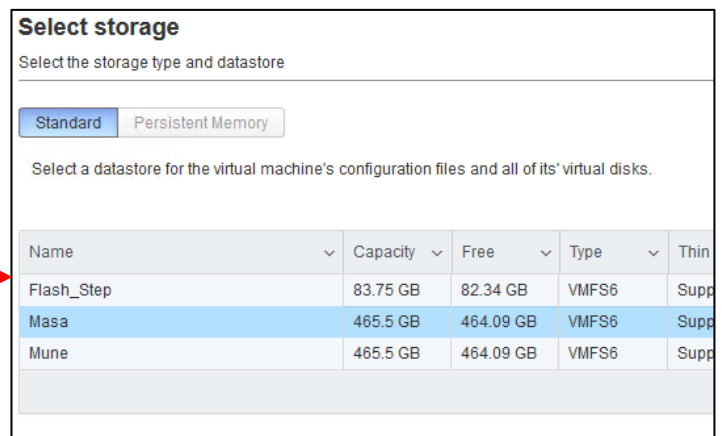 Select storage
Select the storage type and datastore
Standard Persistent Memory
Select a datastore for the virtual machine's configuration files and all of its' virtual disks.
Name Capacity Free Type Thin
Flash_Step 83.75 GB 82.34 GB VMFS6 Supp
Masa 465.5 GB 464.09 GB VMFS6 Supp
Mune 465.5 GB 464.09 GB VMFS6 Supp